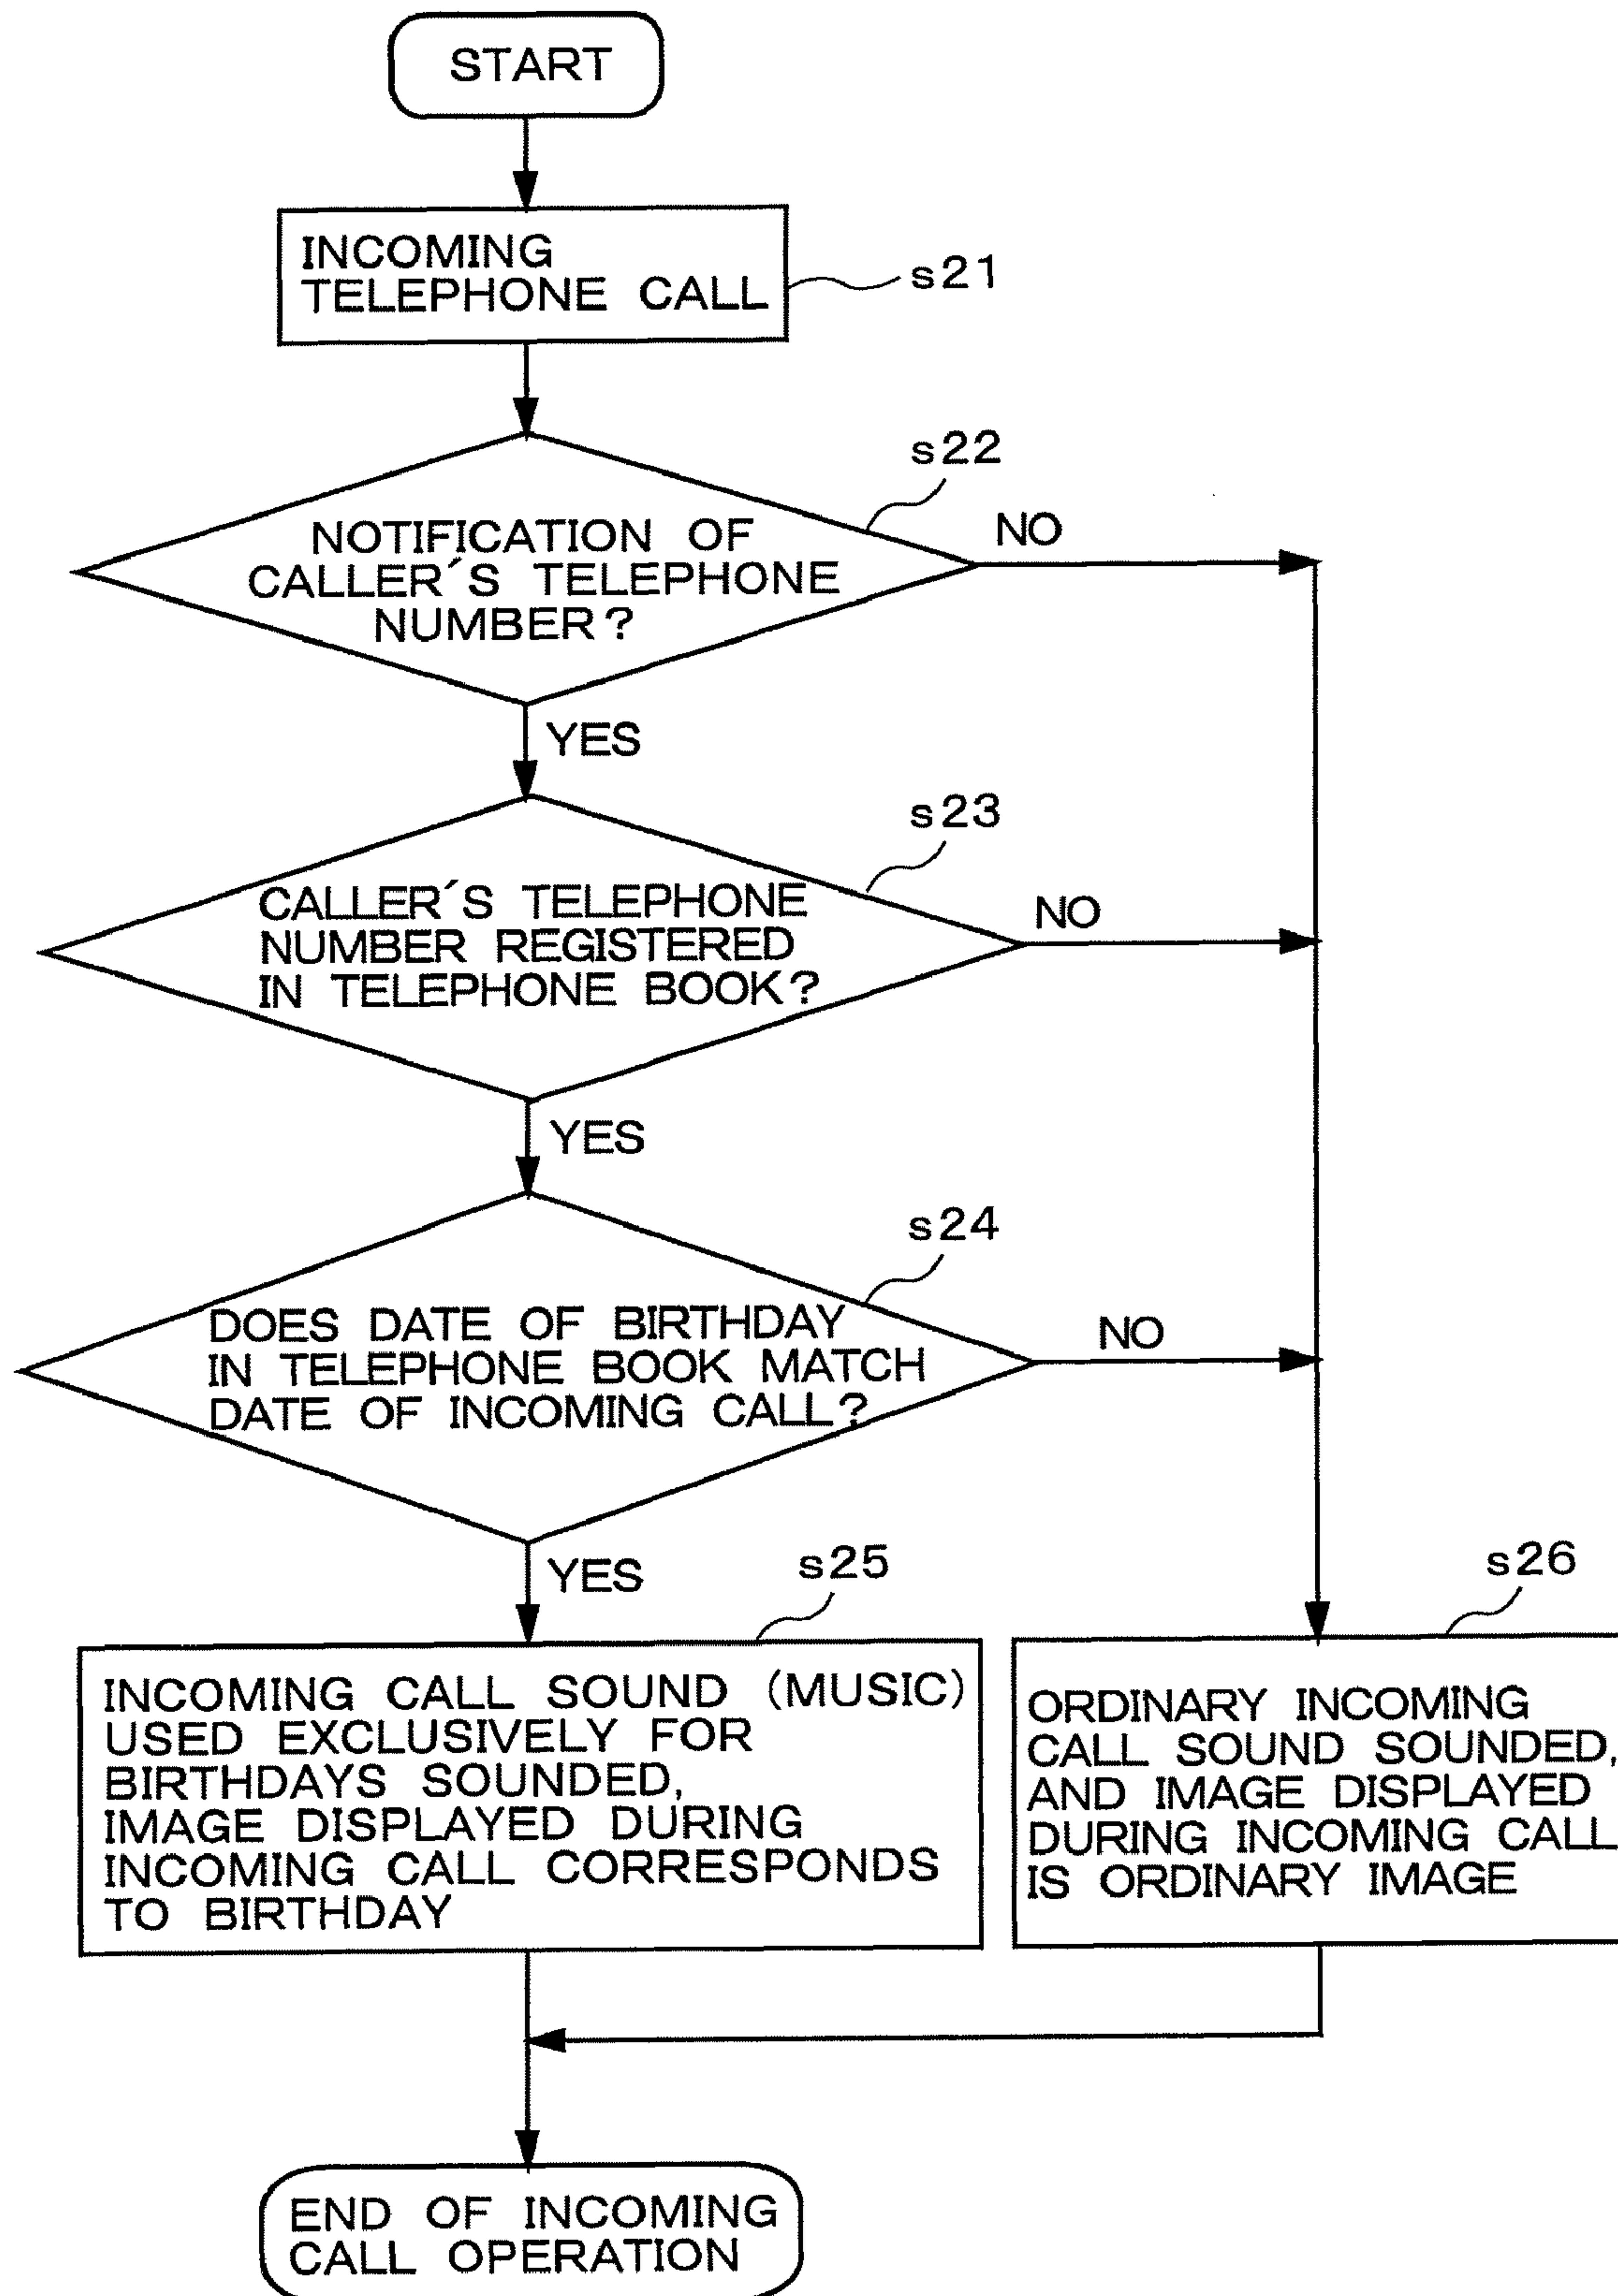 START
INCOMING
TELEPHONE CALL
s21
s22
NOTIFICATION OF
CALLER´S TELEPHONE
NUMBER?
NO
YES
s23
CALLER´S TELEPHONE
NUMBER REGISTERED
IN TELEPHONE BOOK?
NO
YES
s24
DOES DATE OF BIRTHDAY
IN TELEPHONE BOOK MATCH
DATE OF INCOMING CALL?
NO
YES
s25
INCOMING CALL SOUND (MUSIC)
USED EXCLUSIVELY FOR
BIRTHDAYS SOUNDED,
IMAGE DISPLAYED DURING
INCOMING CALL CORRESPONDS
TO BIRTHDAY
s26
ORDINARY INCOMING
CALL SOUND SOUNDED,
AND IMAGE DISPLAYED
DURING INCOMING CALL
IS ORDINARY IMAGE
END OF INCOMING
CALL OPERATION